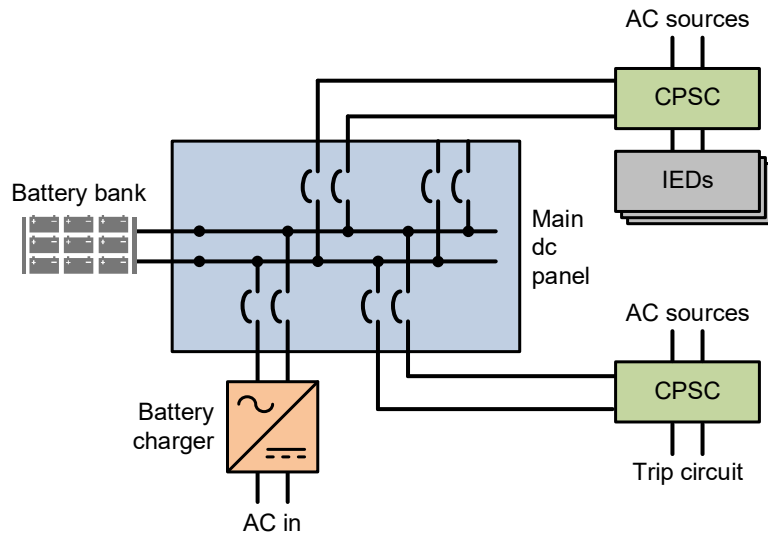 AC sources
CPSC
IEDs
Battery bank
Main
dc
panel
AC sources
CPSC
Battery
charger
Trip circuit
AC in